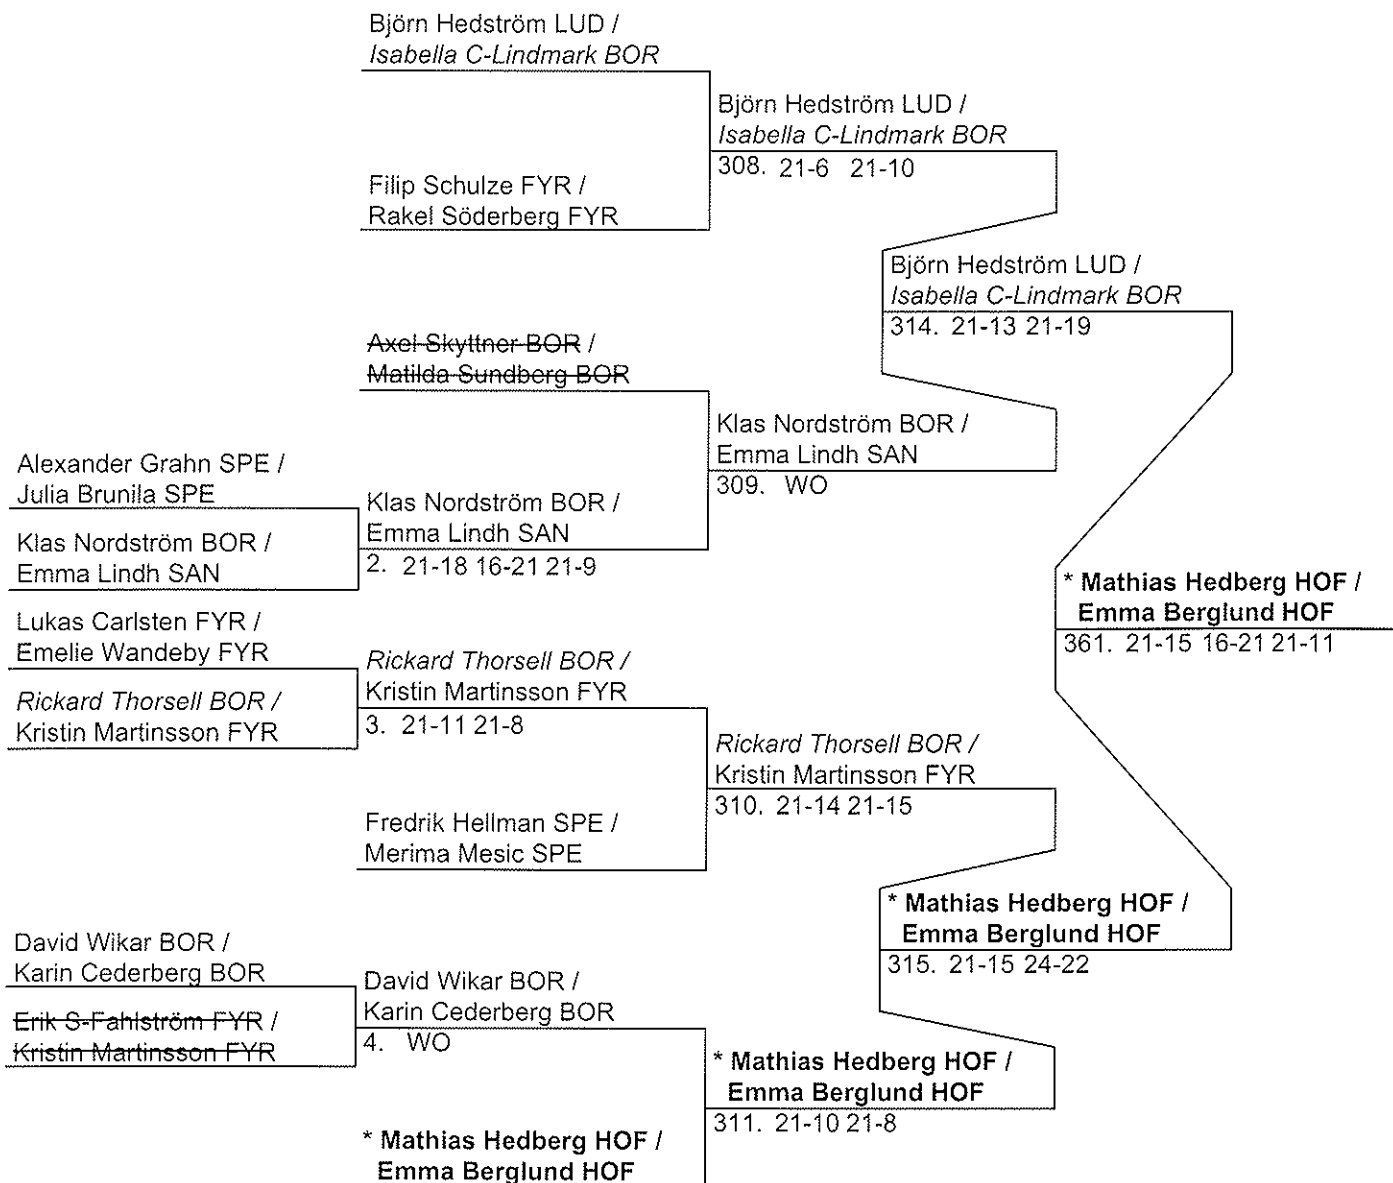 Björn Hedström LUD /
Isabella C-Lindmark BOR
Björn Hedström LUD /
Isabella C-Lindmark BOR
308. 21-6 21-10
Filip Schulze FYR /
Rakel Söderberg FYR
Björn Hedström LUD /
Isabella C-Lindmark BOR
314. 21-13 21-19
Axel Skyttner BOR /
Matilda Sundberg BOR
Klas Nordström BOR /
Emma Lindh SAN
309. WO
Alexander Grahn SPE /
Julia Brunila SPE
Klas Nordström BOR /
Emma Lindh SAN
2. 21-18 16-21 21-9
Klas Nordström BOR /
Emma Lindh SAN
* Mathias Hedberg HOF /
Emma Berglund HOF
361. 21-15 16-21 21-11
Lukas Carlsten FYR /
Emelie Wandeby FYR
Rickard Thorsell BOR /
Kristin Martinsson FYR
3. 21-11 21-8
Rickard Thorsell BOR /
Kristin Martinsson FYR
Rickard Thorsell BOR /
Kristin Martinsson FYR
310. 21-14 21-15
Fredrik Hellman SPE /
Merima Mesic SPE
* Mathias Hedberg HOF /
Emma Berglund HOF
315. 21-15 24-22
David Wikar BOR /
Karin Cederberg BOR
David Wikar BOR /
Karin Cederberg BOR
4. WO
Erik S-Fahlström FYR /
Kristin Martinsson FYR
* Mathias Hedberg HOF /
Emma Berglund HOF
311. 21-10 21-8
* Mathias Hedberg HOF /
Emma Berglund HOF